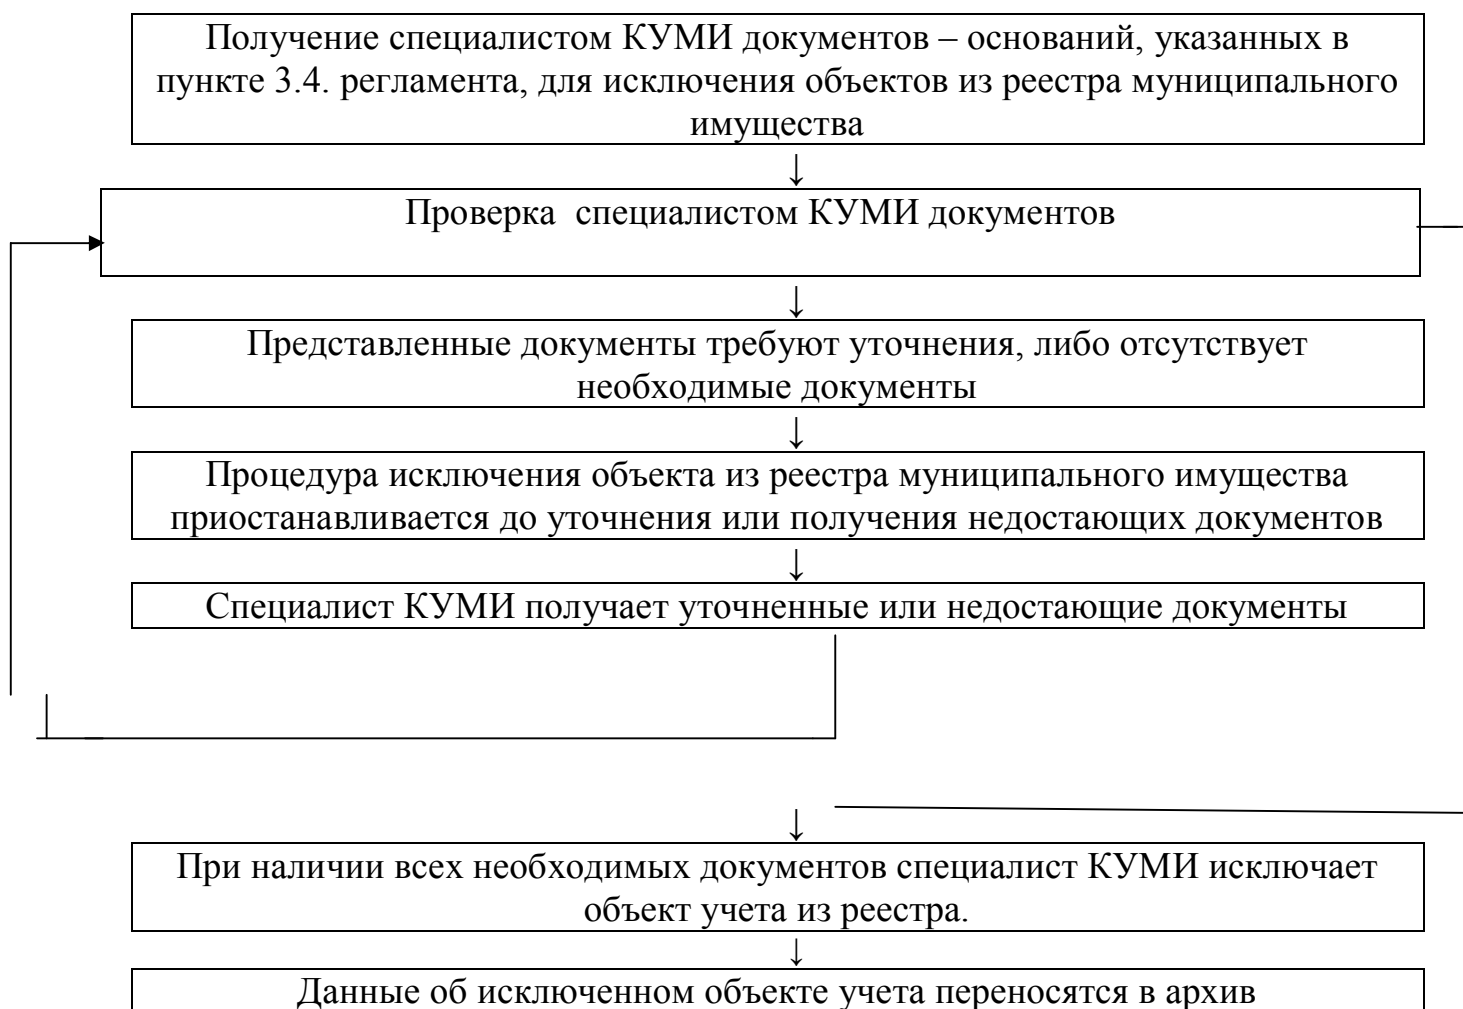 Получение специалистом КУМИ документов – оснований, указанных в
пункте 3.4. регламента, для исключения объектов из реестра муниципального
имущества
Проверка специалистом КУМИ документов
Представленные документы требуют уточнения, либо отсутствует
необходимые документы
Процедура исключения объекта из реестра муниципального имущества
приостанавливается до уточнения или получения недостающих документов
Специалист КУМИ получает уточненные или недостающие документы
При наличии всех необходимых документов специалист КУМИ исключает
объект учета из реестра.
Данные об исключенном объекте учета переносятся в архив